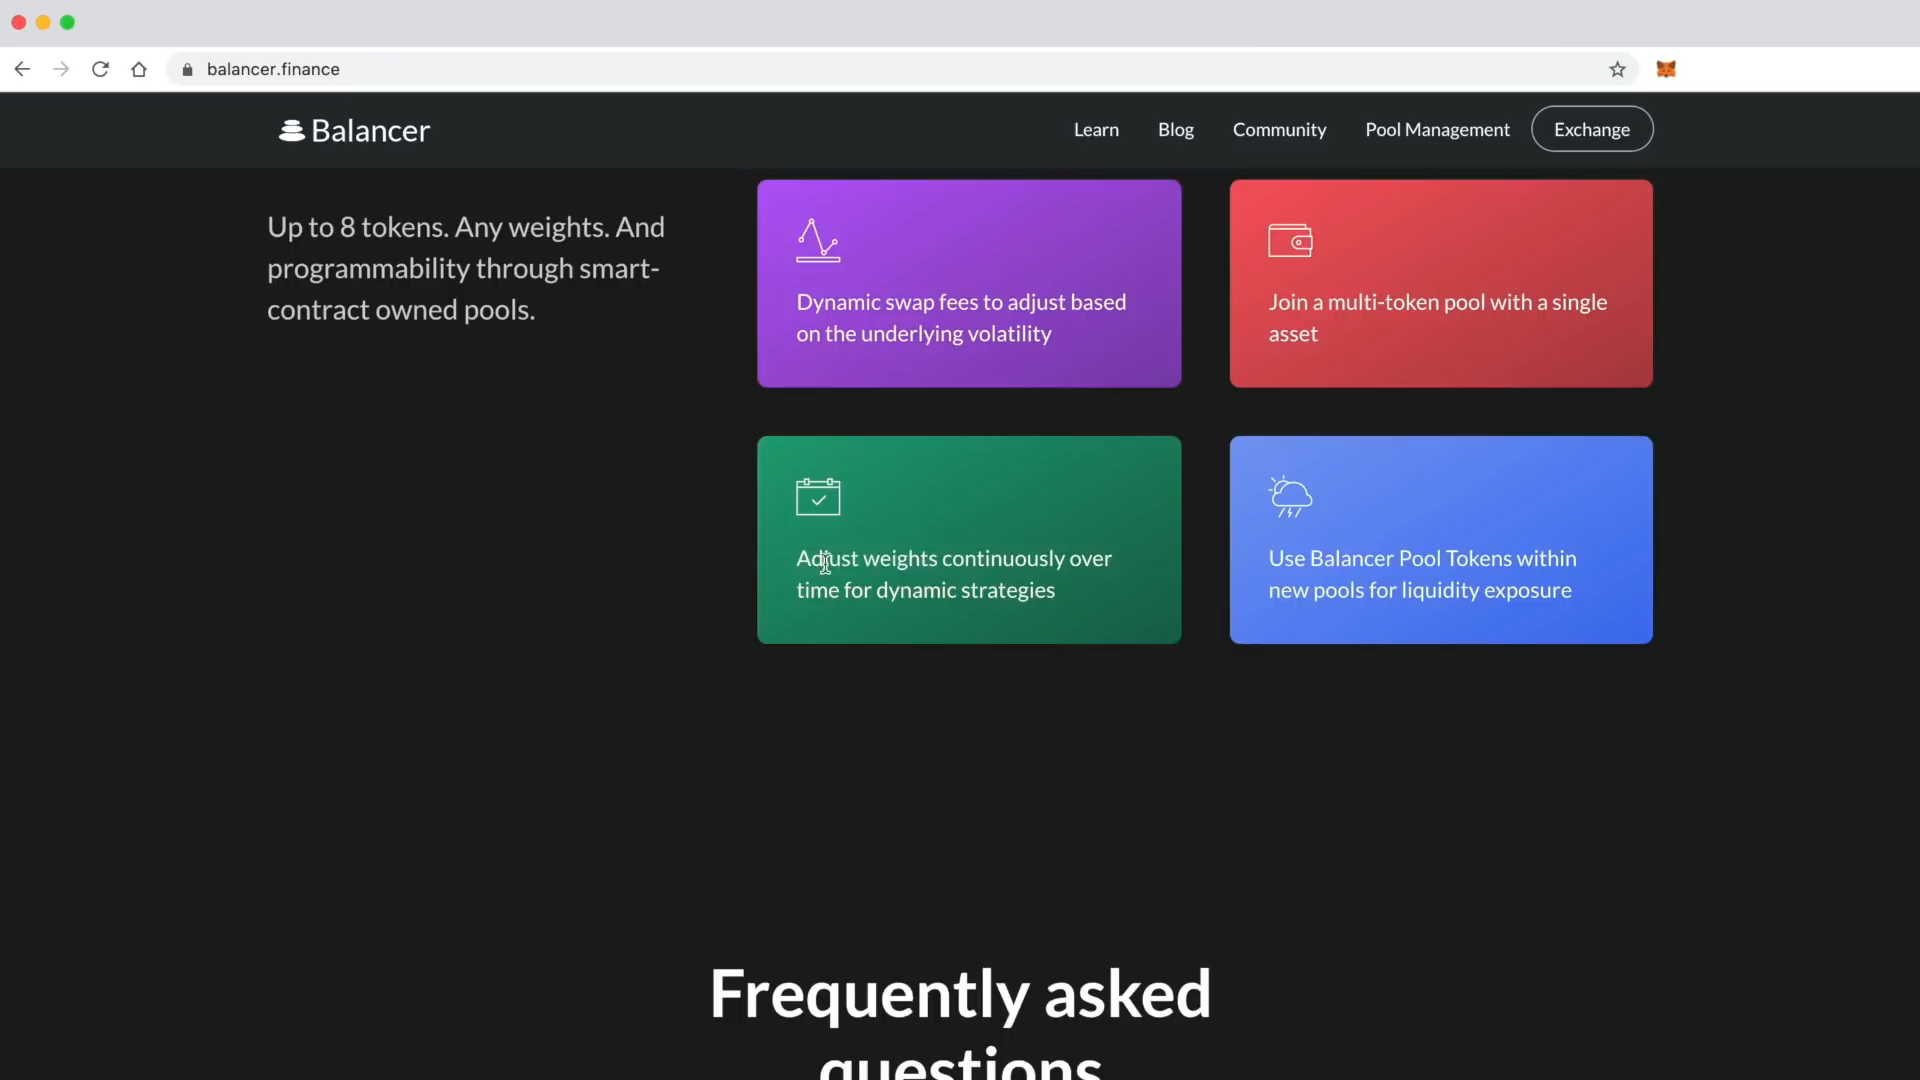 balancer.finance
Balancer
Learn
Blog
Community
Pool Management
Exchange
Up to 8 tokens. Any weights. And
programmability through smart-
contract owned pools.
Dynamic swap fees to adjust based
on the underlying volatility
Join a multi-token pool with a single
asset
Adjust weights continuously over
time for dynamic strategies
Use Balancer Pool Tokens within
new pools for liquidity exposure
Frequently asked
questions